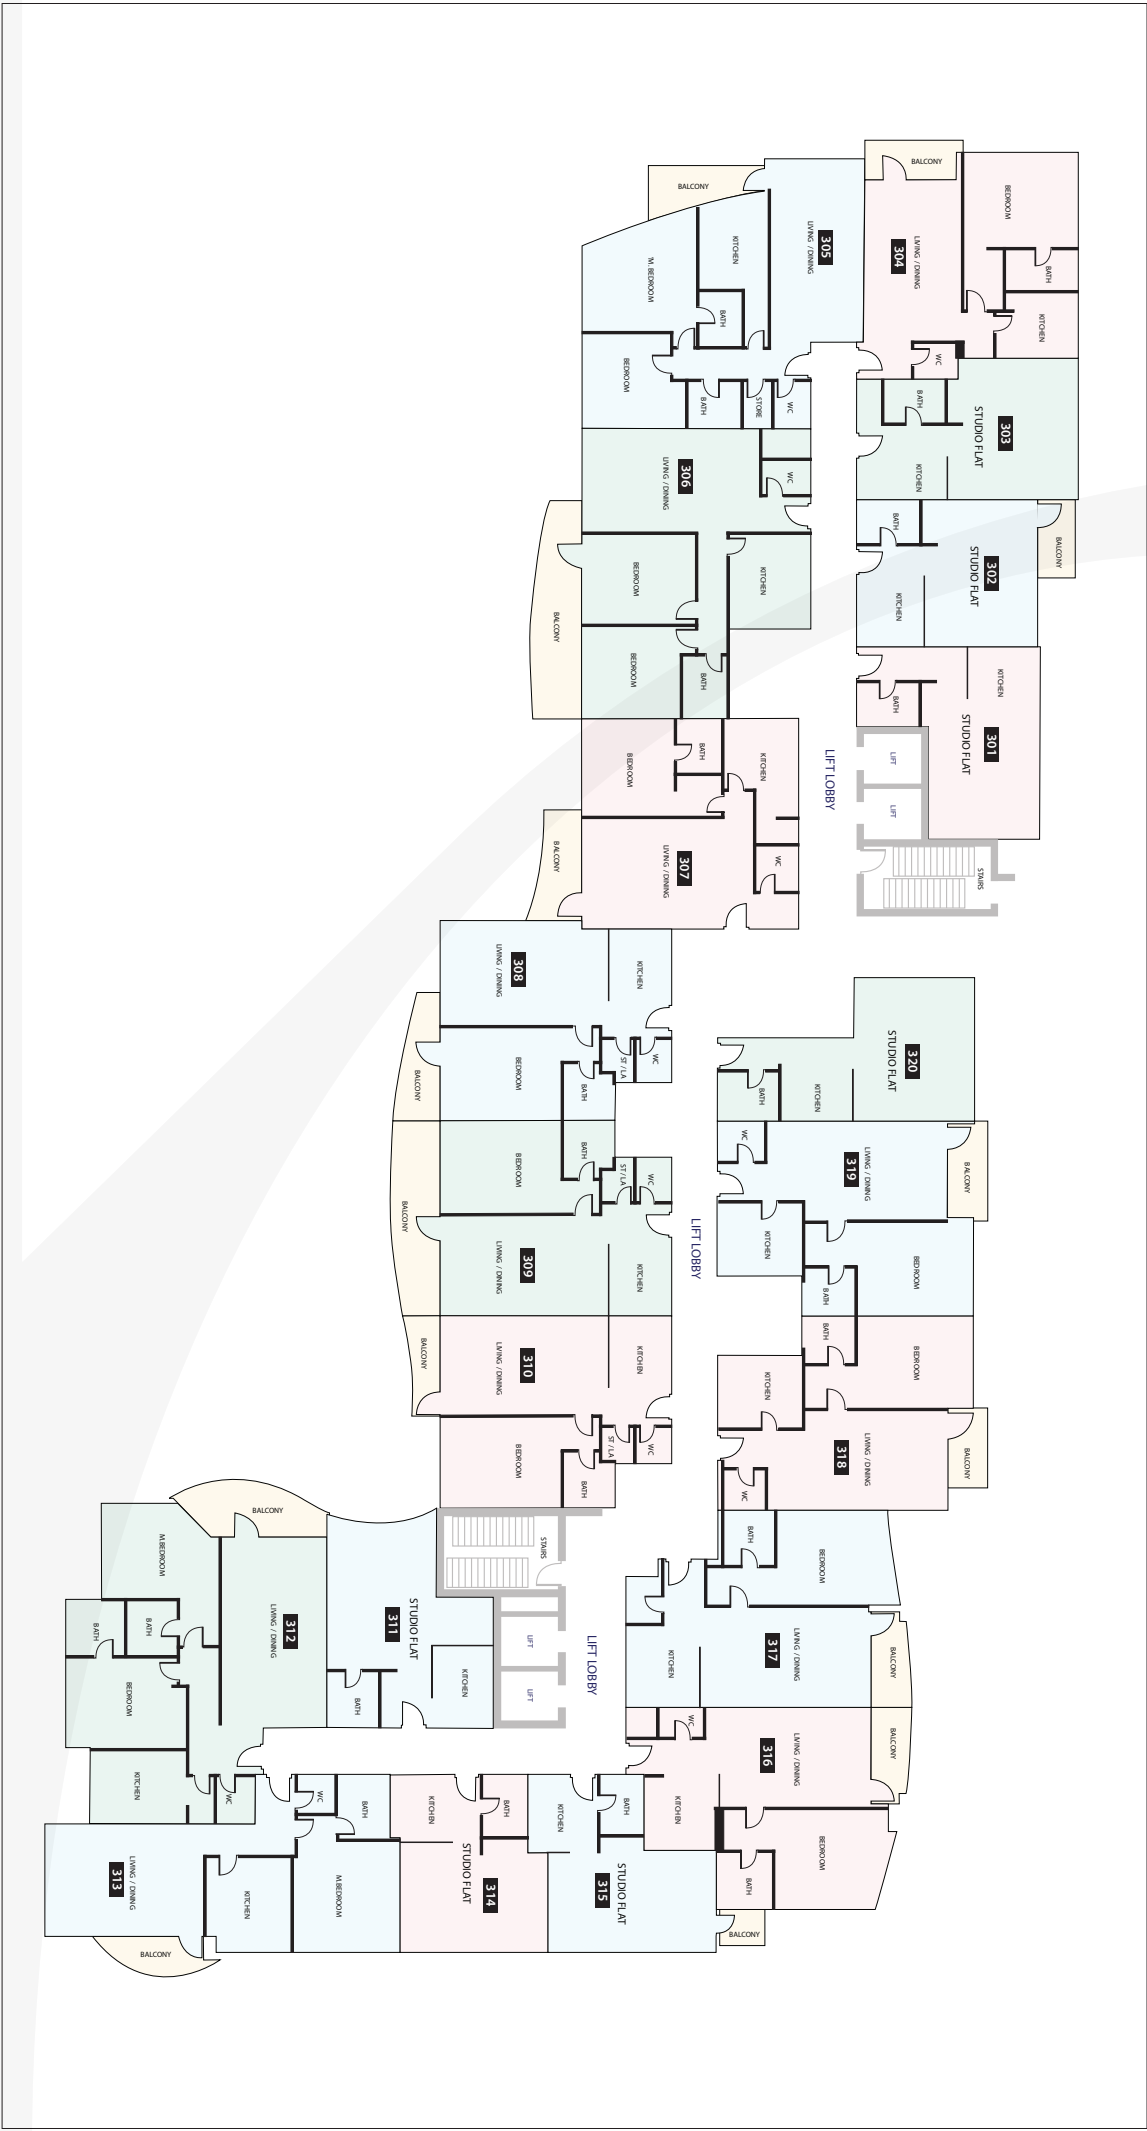 BALCONY
BEDROOM
BATH
KITCHEN
304
LIVING / DINING
WC
BALCONY
305
LIVING / DINING
KITCHEN
M. BEDROOM
BATH
BEDROOM
BATH
STORE
WC
303
STUDIO FLAT
BATH
KITCHEN
306
LIVING / DINING
WC
BEDROOM
BEDROOM
KITCHEN
BATH
BALCONY
302
STUDIO FLAT
BATH
KITCHEN
BALCONY
301
STUDIO FLAT
KITCHEN
BATH
LIFT LOBBY
LIFT
LIFT
STAIRS
BEDROOM
BATH
KITCHEN
307
LIVING / DINING
WC
BALCONY
308
LIVING / DINING
KITCHEN
BEDROOM
BATH
ST / LA
WC
BALCONY
320
STUDIO FLAT
KITCHEN
BATH
319
LIVING / DINING
WC
BALCONY
KITCHEN
BEDROOM
BATH
BEDROOM
BATH
ST / LA
WC
BALCONY
309
LIVING / DINING
KITCHEN
LIFT LOBBY
310
LIVING / DINING
KITCHEN
BALCONY
BEDROOM
BATH
ST / LA
WC
BATH
BEDROOM
KITCHEN
318
LIVING / DINING
WC
BALCONY
BATH
BEDROOM
317
LIVING / DINING
KITCHEN
BALCONY
STAIRS
LIFT
LIFT
LIFT LOBBY
311
STUDIO FLAT
KITCHEN
BATH
BALCONY
M.BEDROOM
BATH
BATH
312
LIVING / DINING
BEDROOM
KITCHEN
WC
316
LIVING / DINING
WC
BALCONY
KITCHEN
BEDROOM
BATH
313
LIVING / DINING
KITCHEN
M.BEDROOM
WC
BATH
BALCONY
314
STUDIO FLAT
KITCHEN
BATH
315
STUDIO FLAT
KITCHEN
BATH
BALCONY